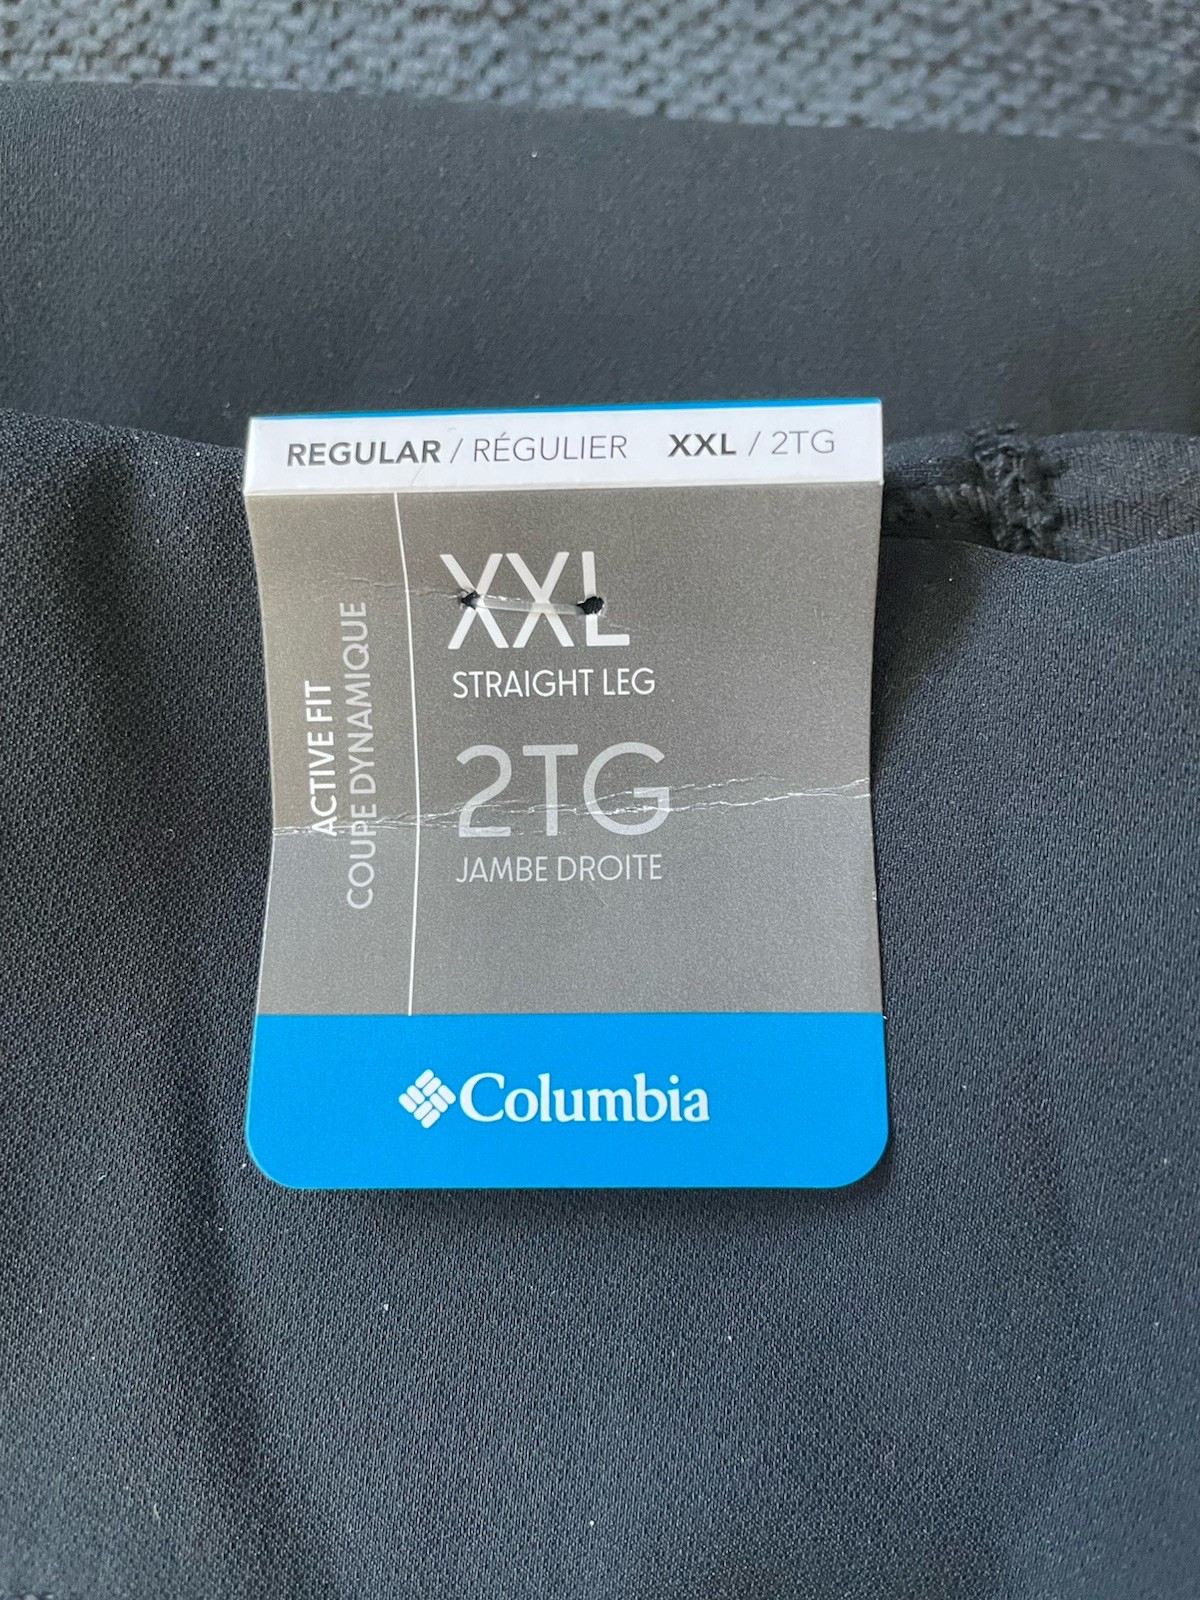 REGULAR / RÉGULIER XXL / 2TG
ACTIVE FIT
COUPE DYNAMIQUE
XXL
STRAIGHT LEG
2TG
JAMBE DROITE
Columbia